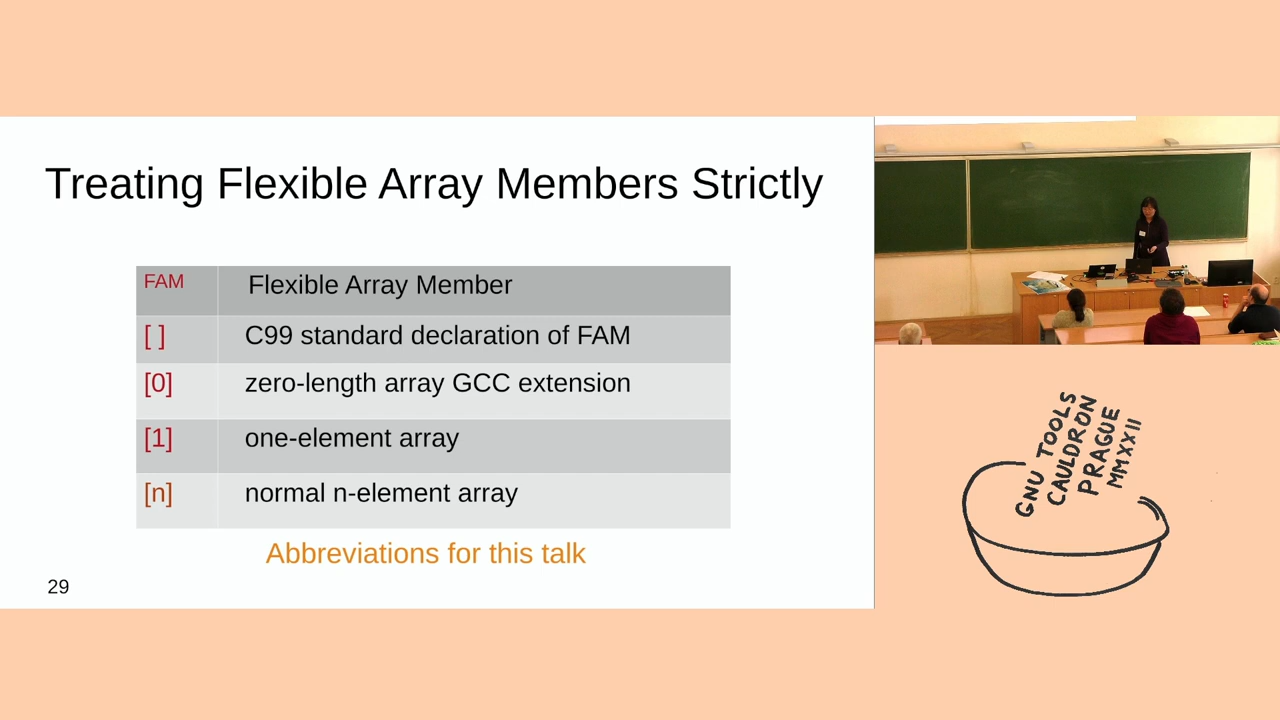 Treating Flexible Array Members Strictly
FAM Flexible Array Member
[ ] C99 standard declaration of FAM
[0] zero-length array GCC extension
[1] one-element array
[n] normal n-element array
Abbreviations for this talk
29
GNU TOOLS
CAULDRON
PRAGUE
MMXXII